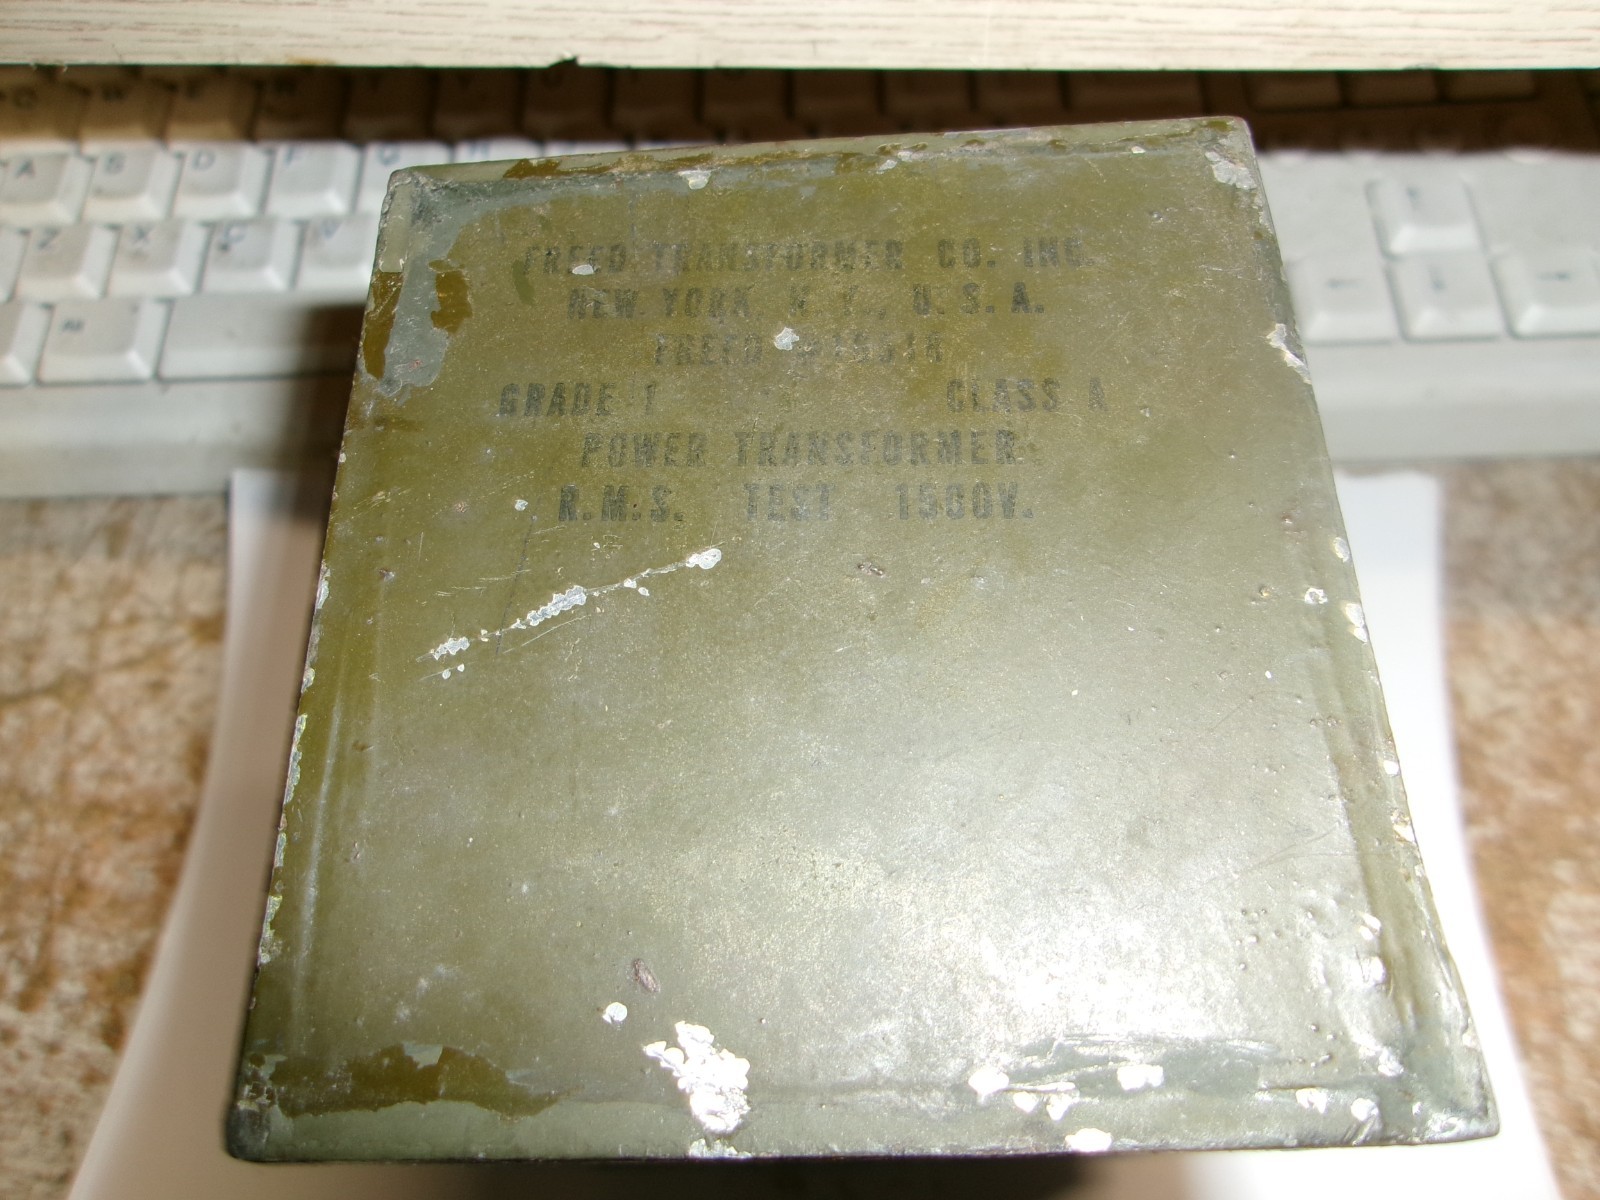 A S D F G H
Z X C V
N
FREED TRANSFORMER CO. INC.
NEW YORK, N. Y., U. S. A.
FREED
GRADE 1 CLASS A
POWER TRANSFORMER
R.M.S. TEST 1500V.